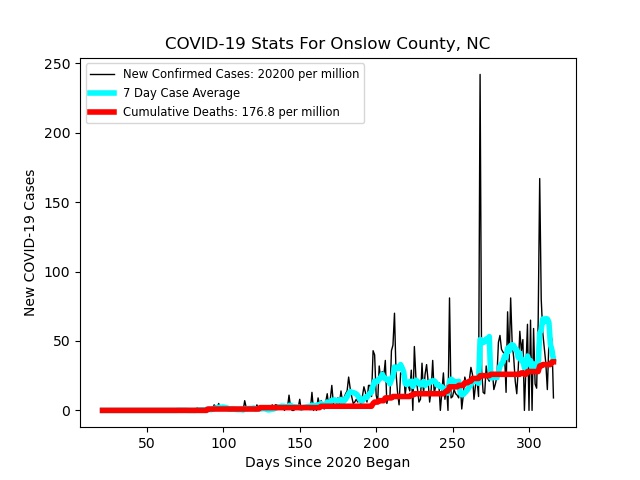 COVID-19 Stats For Onslow County, NC
New Confirmed Cases: 20200 per million
7 Day Case Average
Cumulative Deaths: 176.8 per million
New COVID-19 Cases
250
200
150
100
50
0
50 100 150 200 250 300
Days Since 2020 Began